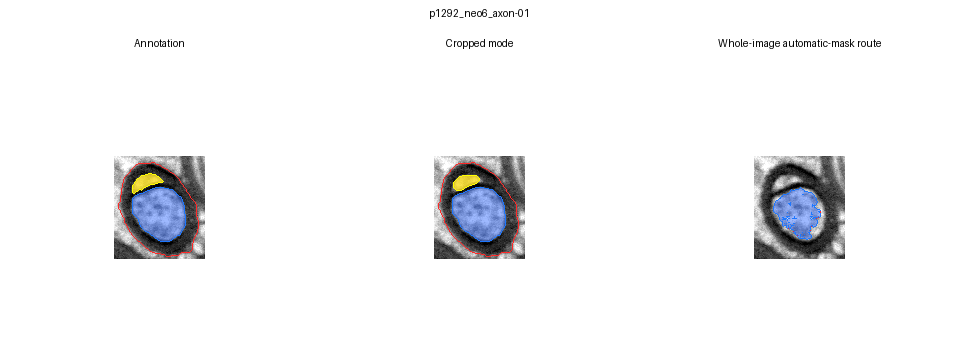 p1292_neo6_axon-01
Annotation
Cropped mode
Whole-image automatic-mask route